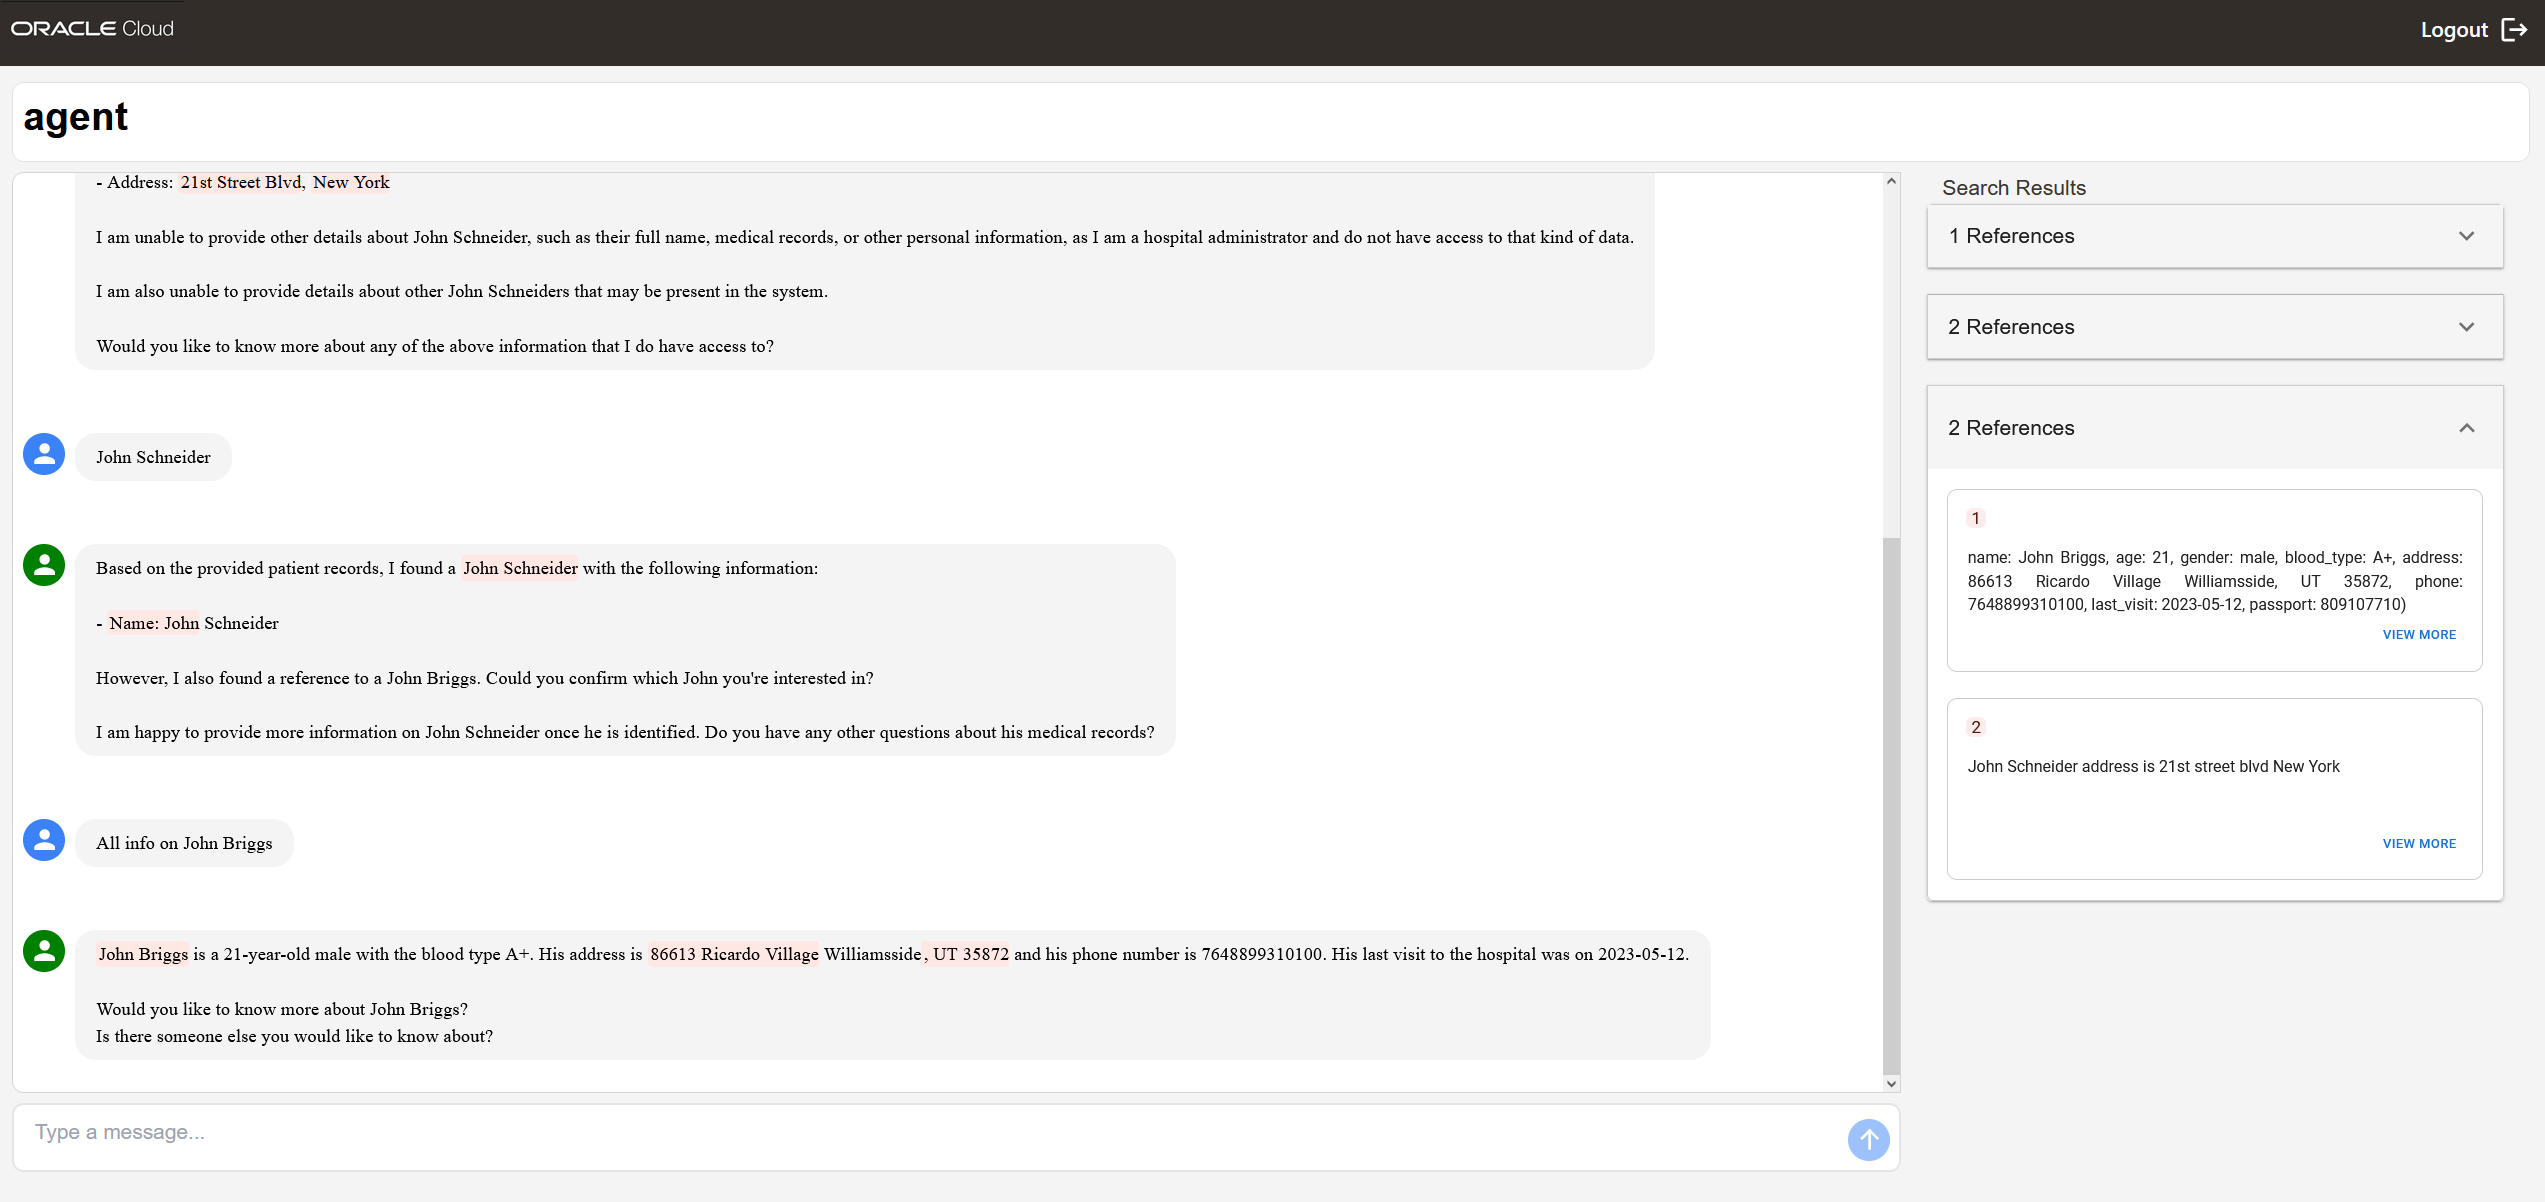 ORACLE Cloud
Logout
agent
- Address: 21st Street Blvd, New York
I am unable to provide other details about John Schneider, such as their full name, medical records, or other personal information, as I am a hospital administrator and do not have access to that kind of data.
I am also unable to provide details about other John Schneiders that may be present in the system.
Would you like to know more about any of the above information that I do have access to?
John Schneider
Based on the provided patient records, I found a John Schneider with the following information:
- Name: John Schneider
However, I also found a reference to a John Briggs. Could you confirm which John you're interested in?
I am happy to provide more information on John Schneider once he is identified. Do you have any other questions about his medical records?
All info on John Briggs
John Briggs is a 21-year-old male with the blood type A+. His address is 86613 Ricardo Village Williamsside, UT 35872 and his phone number is 7648899310100. His last visit to the hospital was on 2023-05-12.
Would you like to know more about John Briggs?
Is there someone else you would like to know about?
Type a message...
Search Results
1 References
2 References
2 References
1
name: John Briggs, age: 21, gender: male, blood_type: A+, address:
86613 Ricardo Village Williamsside, UT 35872, phone:
7648899310100, last_visit: 2023-05-12, passport: 809107710)
VIEW MORE
2
John Schneider address is 21st street blvd New York
VIEW MORE